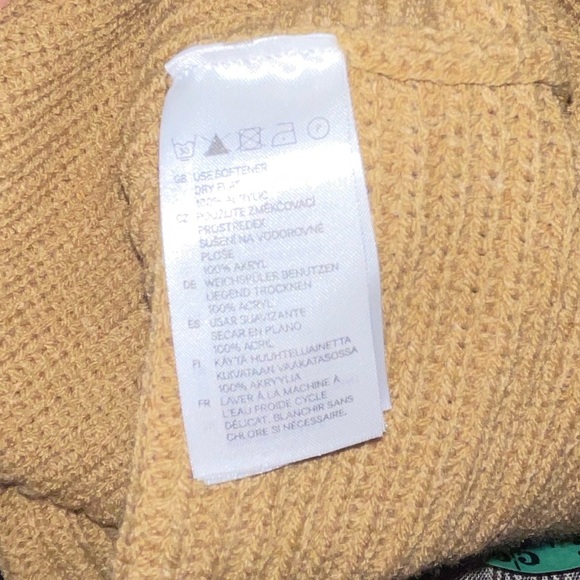 30
P
GB USE SOFTENER
DRY FLAT
100% ACRYLIC
CZ POUŽIJTE ZMĚKČOVACÍ
PROSTŘEDEK
SUŠENÍ NA VODOROVNÉ
PLOŠE
100% AKRYL
DE WEICHSPÜLER BENUTZEN
LIEGEND TROCKNEN
100% ACRYL
ES USAR SUAVIZANTE
SECAR EN PLANO
100% ACRIL
FI KÄYTÄ HUUHTELUAINETTA
KUIVATAAN VAAKATASOSSA
100% AKRYYLIA
FR LAVER À LA MACHINE À
L'EAU FROIDE CYCLE
DÉLICAT. BLANCHIR SANS
CHLORE SI NÉCESSAIRE.